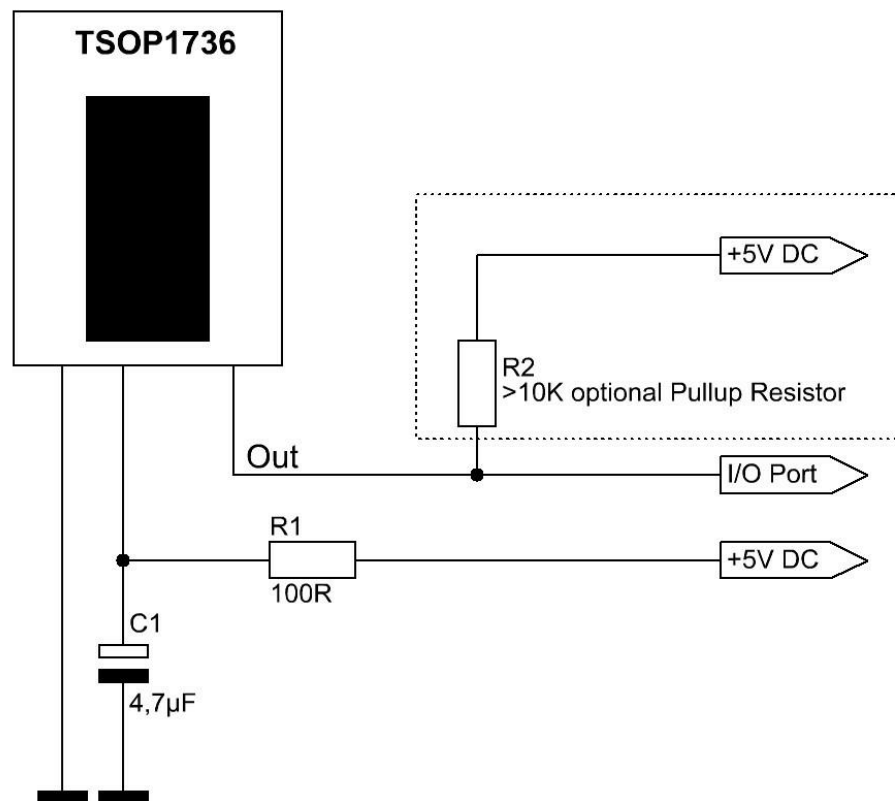 TSOP1736
+5V DC
R2
>10K optional Pullup Resistor
Out
I/O Port
R1
100R
+5V DC
C1
4,7µF